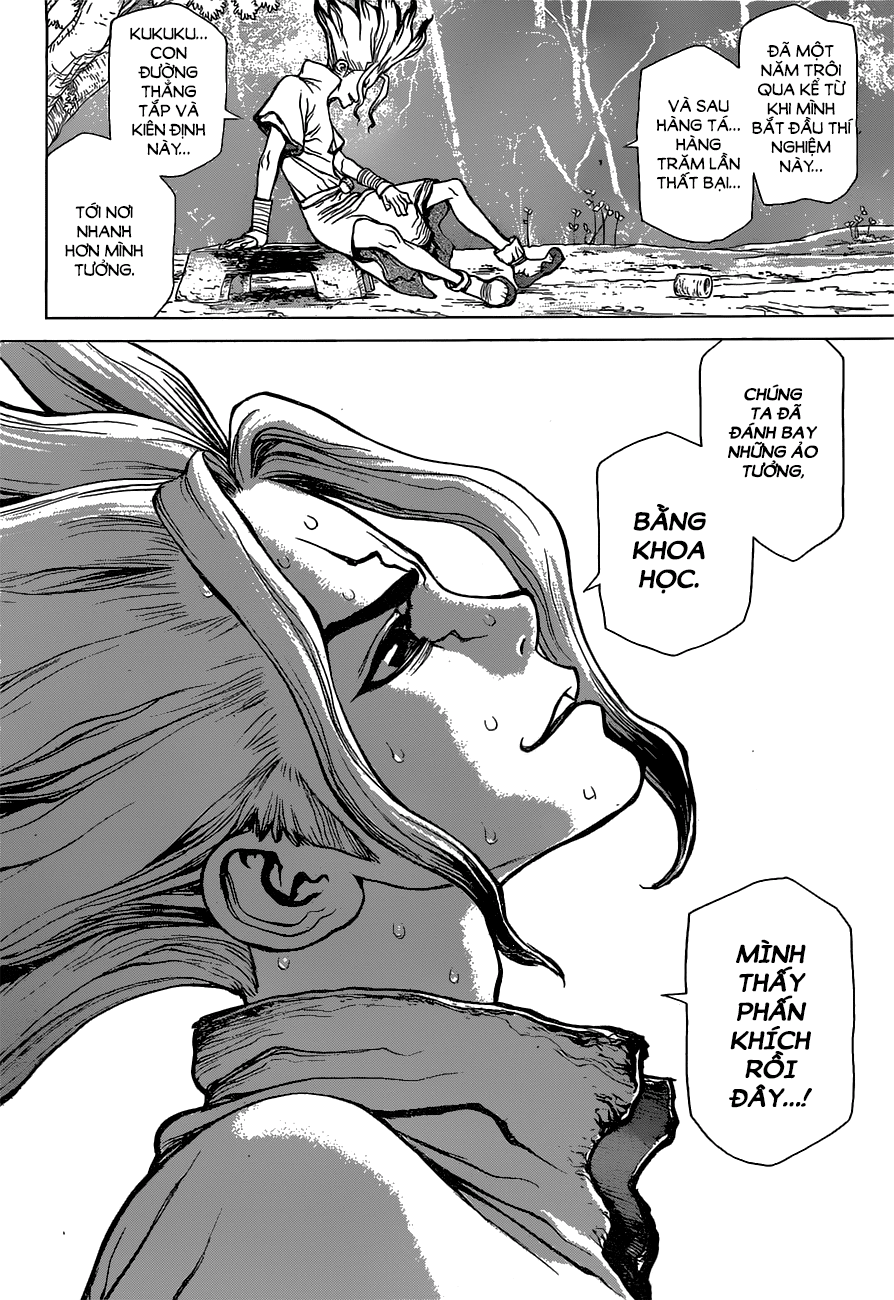 ĐÃ MỘT
NĂM TRÔI
QUA KỂ TỪ
KHI MÌNH
BẮT ĐẦU THÍ
NGHIỆM
NÀY...
VÀ SAU
HÀNG TÁ...
HÀNG
TRĂM LẦN
THẤT BẠI...
KUKUKU...
CON
ĐƯỜNG
THẲNG
TẮP VÀ
KIÊN ĐỊNH
NÀY...
TỚI NƠI
NHANH
HƠN MÌNH
TƯỞNG.
CHÚNG
TA ĐÃ
ĐÁNH BAY
NHỮNG ẢO
TƯỞNG,
BẰNG
KHOA
HỌC.
MÌNH
THẤY
PHẤN
KHÍCH
RỒI
ĐÂY...!